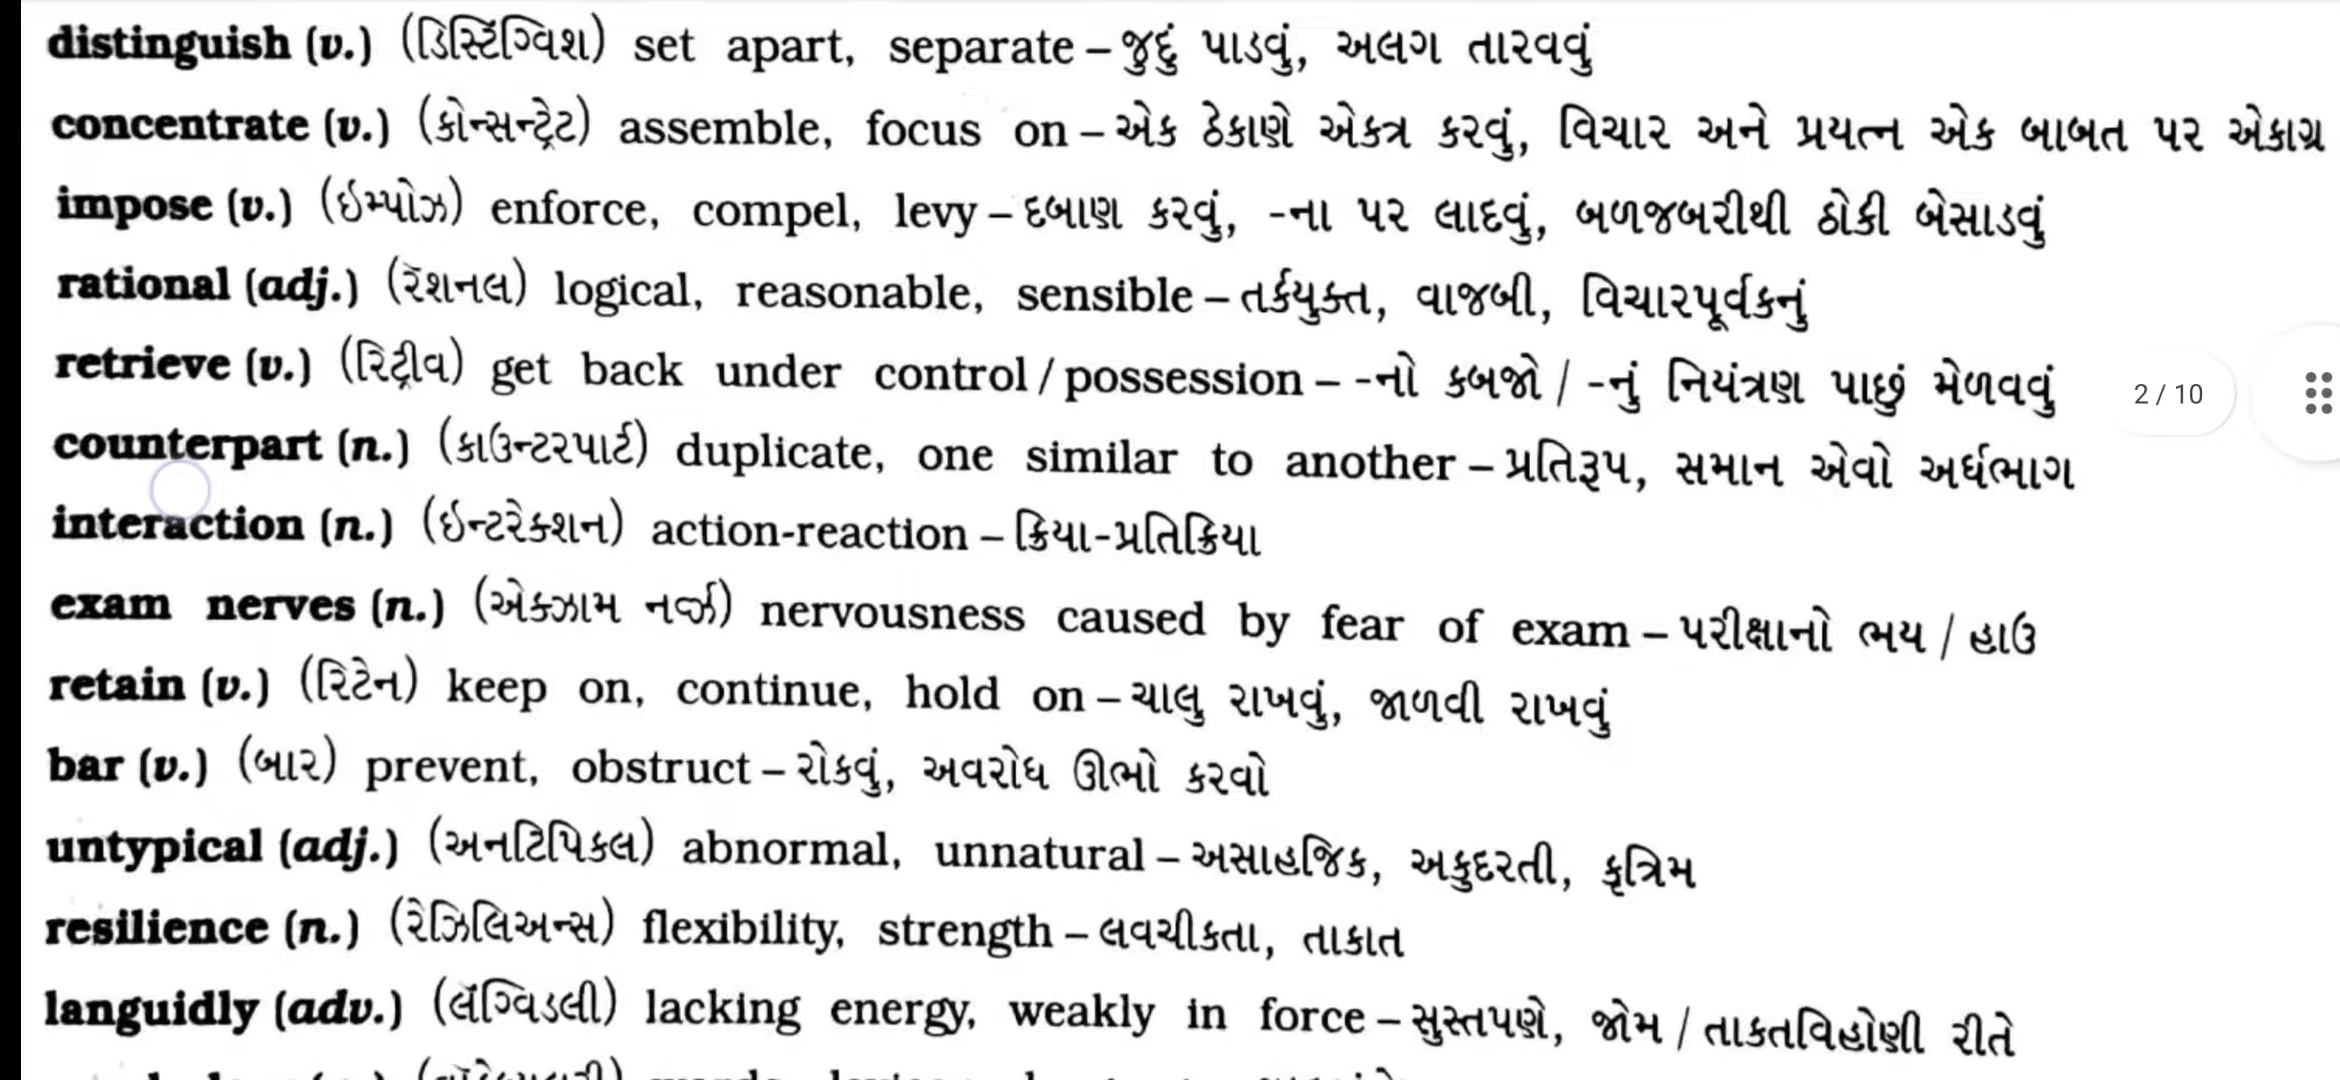 distinguish (v.) (ડિસ્ટિંગ્વિશ) set apart, separate – જુદું પાડવું, અલગ તારવવું
concentrate (v.) (કોન્સન્ટ્રેટ) assemble, focus on – એક ઠેકાણે એકત્ર કરવું, વિચાર અને પ્રયત્ન એક બાબત પર એકાગ્ર
impose (v.) (ઇમ્પોઝ) enforce, compel, levy – દબાણ કરવું, -ના પર લાદવું, બળજબરીથી ઠોકી બેસાડવું
rational (adj.) (રૅશનલ) logical, reasonable, sensible – તર્કયુક્ત, વાજબી, વિચારપૂર્વકનું
retrieve (v.) (રિટ્રીવ) get back under control / possession – -નો કબજો / -નું નિયંત્રણ પાછું મેળવવું
2 / 10
counterpart (n.) (કાઉન્ટરપાર્ટ) duplicate, one similar to another – પ્રતિરૂપ, સમાન એવો અર્ધભાગ
interaction (n.) (ઇન્ટરેક્શન) action-reaction – ક્રિયા-પ્રતિક્રિયા
exam nerves (n.) (એક્ઝામ નર્વ્ઝ) nervousness caused by fear of exam – પરીક્ષાનો ભય / હાઉ
retain (v.) (રિટેન) keep on, continue, hold on – ચાલુ રાખવું, જાળવી રાખવું
bar (v.) (બાર) prevent, obstruct – રોકવું, અવરોધ ઊભો કરવો
untypical (adj.) (અનટિપિકલ) abnormal, unnatural – અસાહજિક, અકુદરતી, કૃત્રિમ
resilience (n.) (રેઝિલિઅન્સ) flexibility, strength – લવચીકતા, તાકાત
languidly (adv.) (લૅંગ્વિડલી) lacking energy, weakly in force – સુસ્તપણે, જોમ / તાકતવિહોણી રીતે